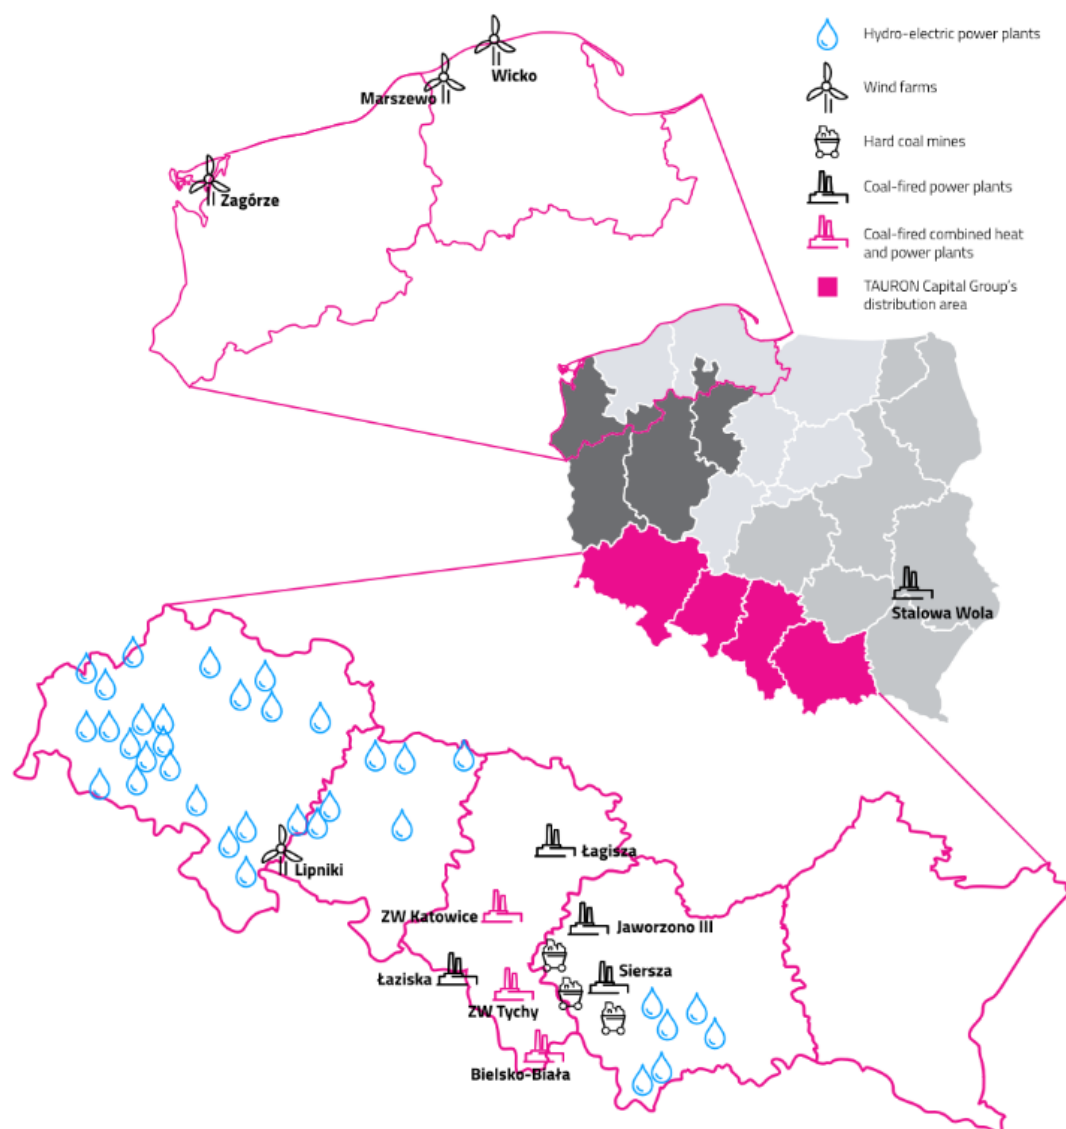 Hydro-electric power plants
Wind farms
Hard coal mines
Coal-fired power plants
Coal-fired combined heat
and power plants
TAURON Capital Group's
distribution area
Wicko
Marszewo
Zagórze
Stalowa Wola
Łagisza
Lipniki
ZW Katowice
Jaworzono III
Łaziska
Siersza
ZW Tychy
Bielsko-Biała